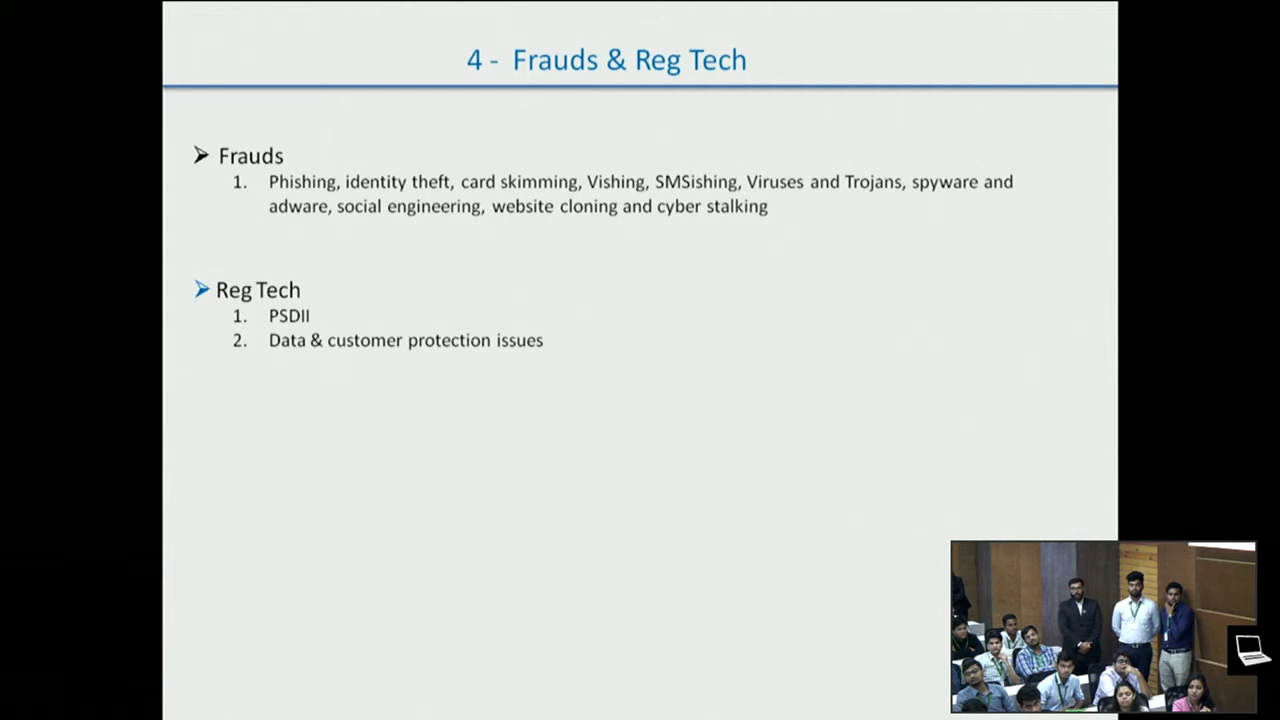 4 - Frauds & Reg Tech
Frauds
1. Phishing, identity theft, card skimming, Vishing, SMSishing, Viruses and Trojans, spyware and
adware, social engineering, website cloning and cyber stalking
Reg Tech
1. PSDII
2. Data & customer protection issues